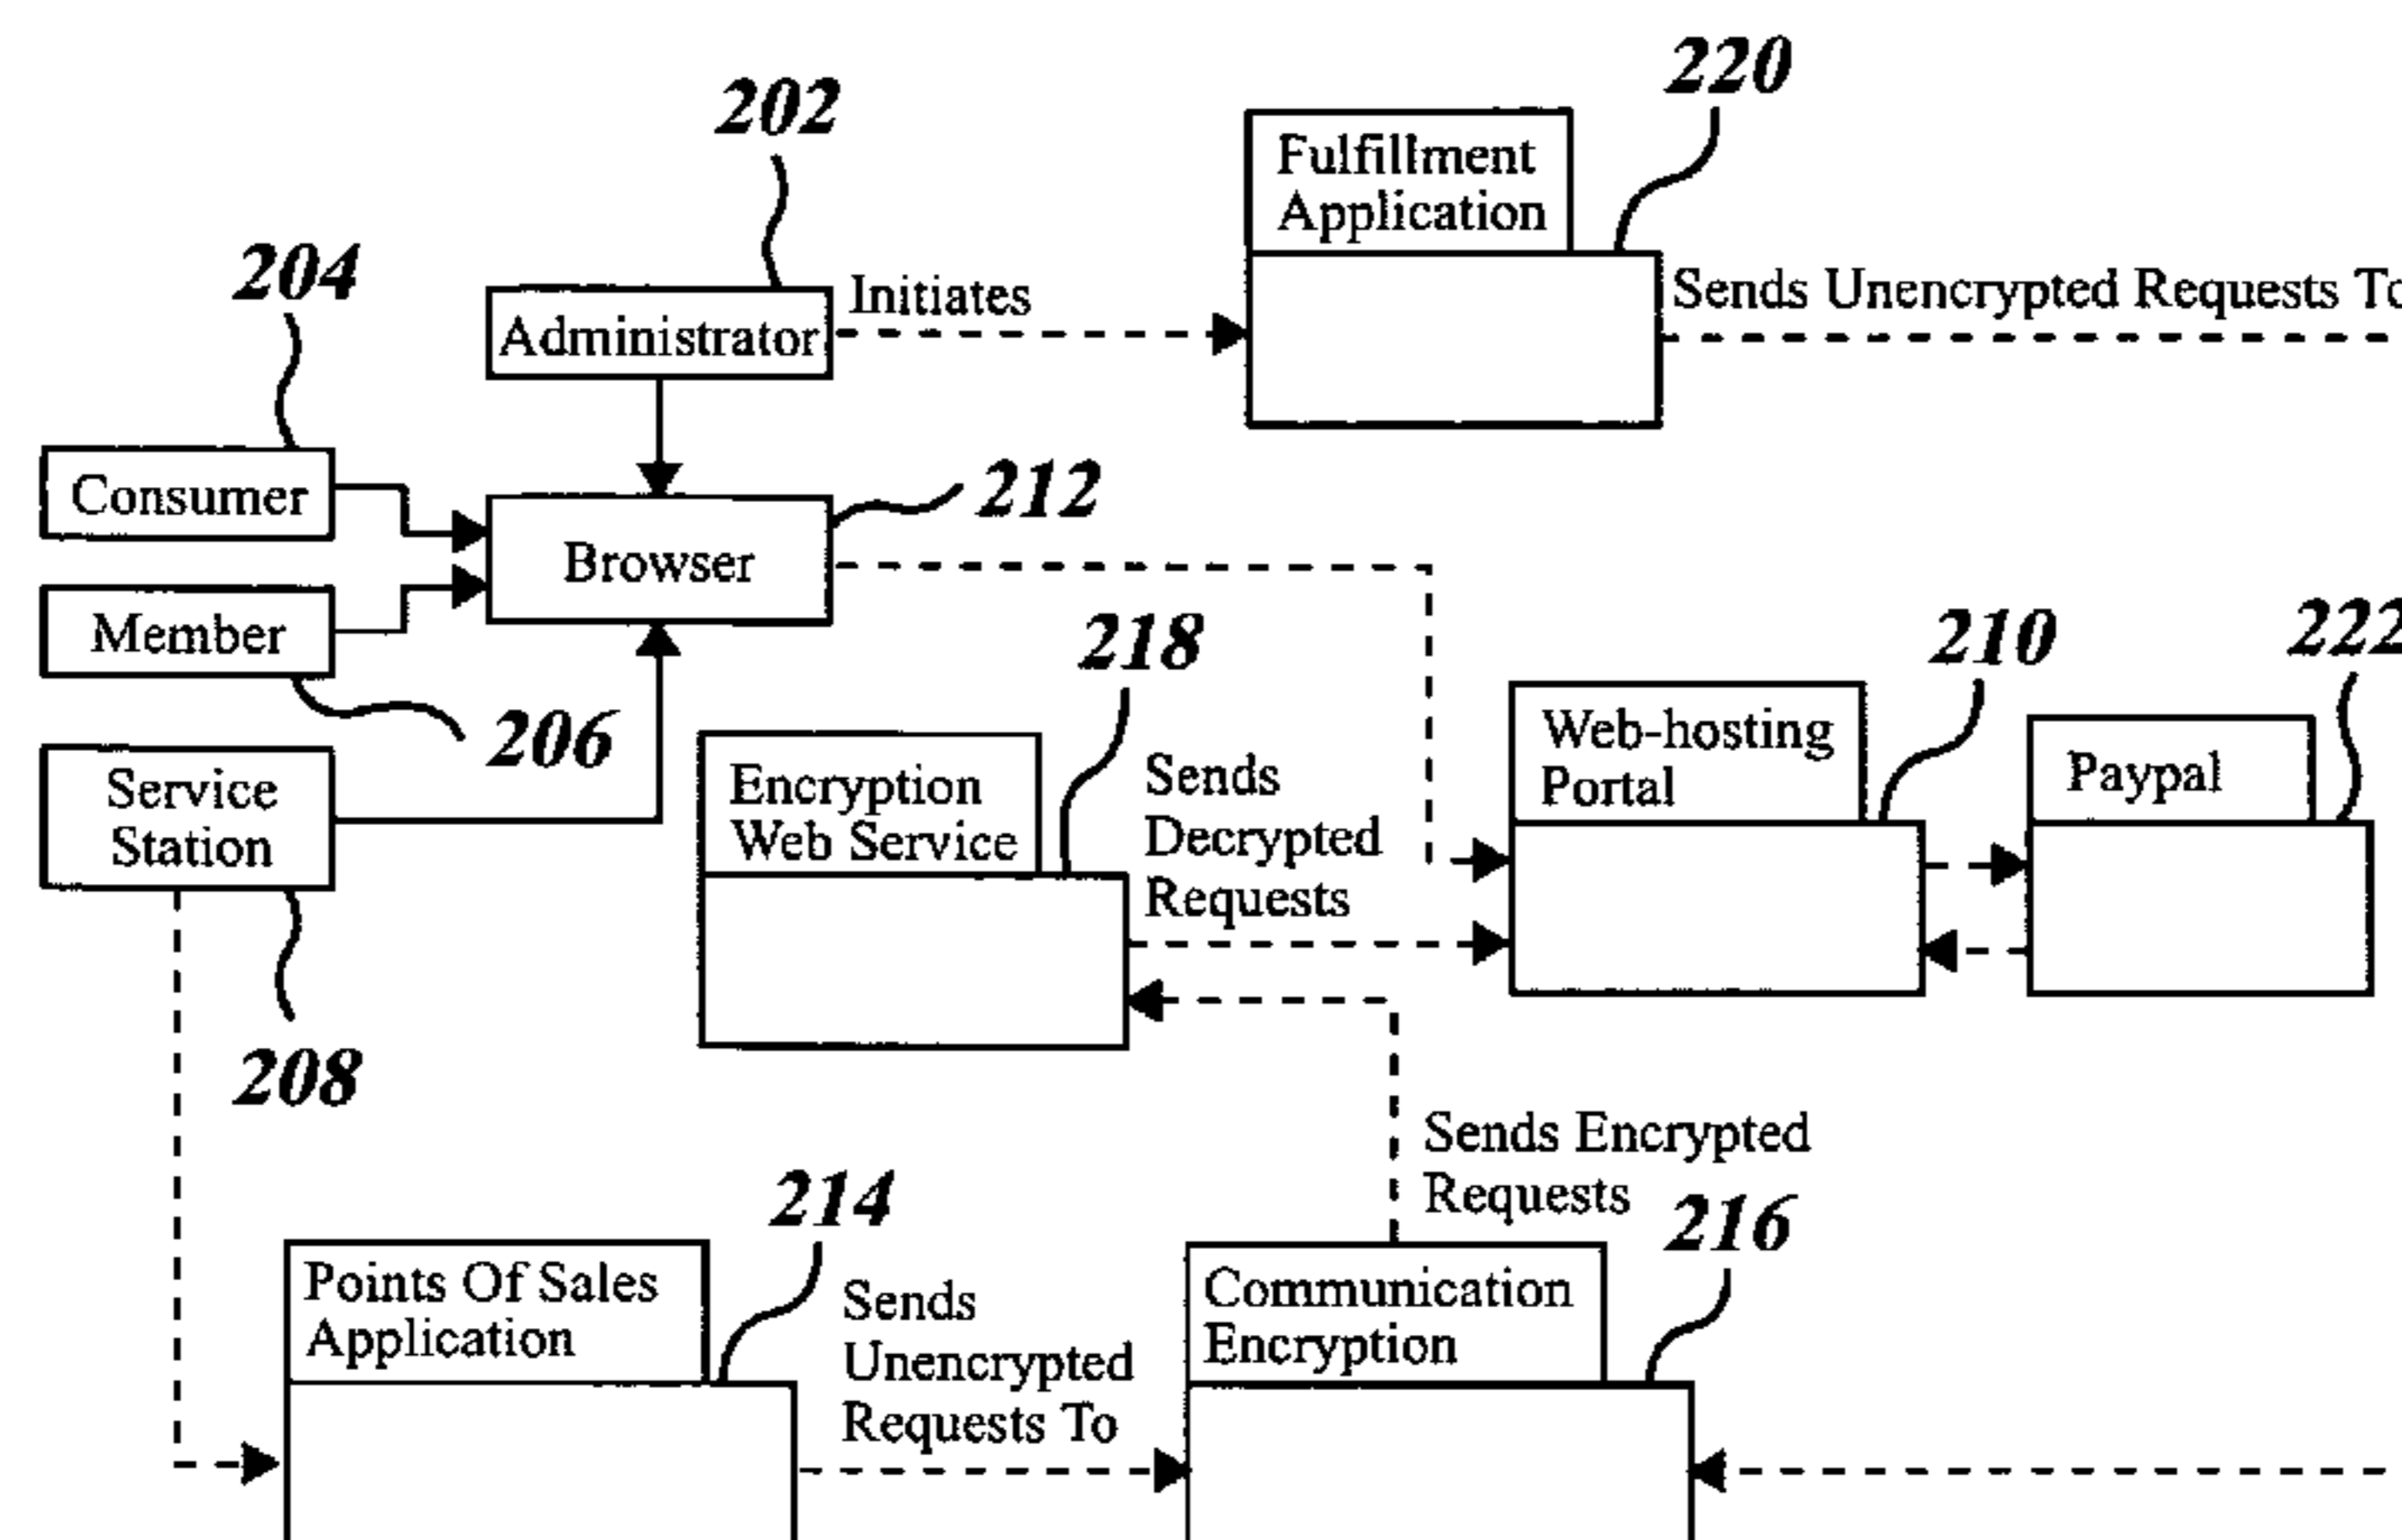 220
202
Fulfillment
Application
204
Initiates
Sends Unencrypted Requests To
Administrator
Consumer
212
Browser
Member
218
210
222
206
Web-hosting
Portal
Paypal
Service
Station
Encryption
Web Service
Sends
Decrypted
Requests
208
Sends Encrypted
Requests
214
216
Points Of Sales
Application
Sends
Unencrypted
Requests To
Communication
Encryption